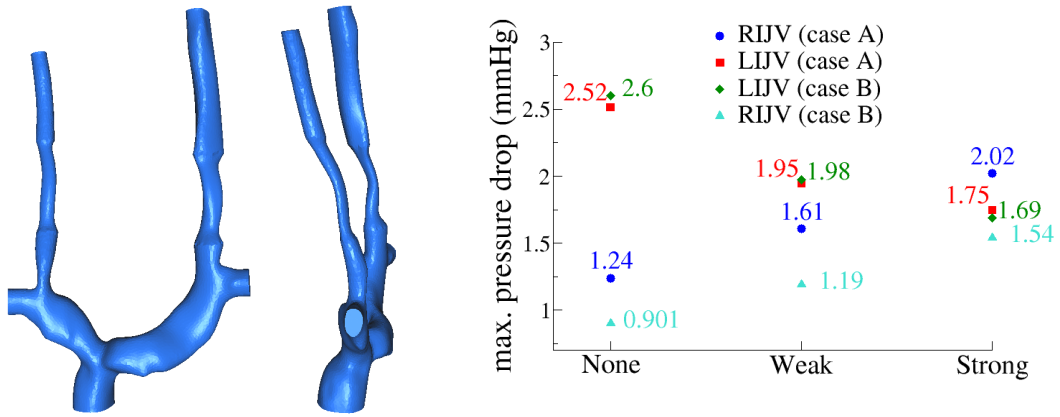 max. pressure drop (mmHg)
3
2.5
2
1.5
1
RIJV (case A)
LIJV (case A)
LIJV (case B)
RIJV (case B)
2.52 2.6
1.24
0.901
1.95 1.98
1.61
1.19
2.02
1.75
1.69
1.54
None Weak Strong